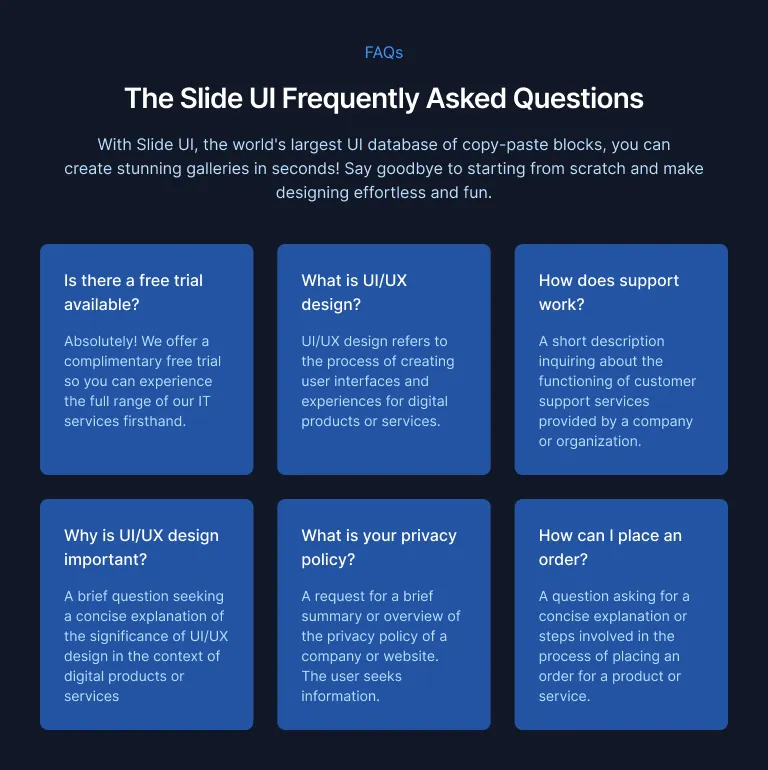 FAQs
The Slide UI Frequently Asked Questions
With Slide UI, the world's largest UI database of copy-paste blocks, you can
create stunning galleries in seconds! Say goodbye to starting from scratch and make
designing effortless and fun.
Is there a free trial
available?
Absolutely! We offer a
complimentary free trial
so you can experience
the full range of our IT
services firsthand.
What is UI/UX
design?
UI/UX design refers to
the process of creating
user interfaces and
experiences for digital
products or services.
How does support
work?
A short description
inquiring about the
functioning of customer
support services
provided by a company
or organization.
Why is UI/UX design
important?
A brief question seeking
a concise explanation of
the significance of UI/UX
design in the context of
digital products or
services
What is your privacy
policy?
A request for a brief
summary or overview of
the privacy policy of a
company or website.
The user seeks
information.
How can I place an
order?
A question asking for a
concise explanation or
steps involved in the
process of placing an
order for a product or
service.